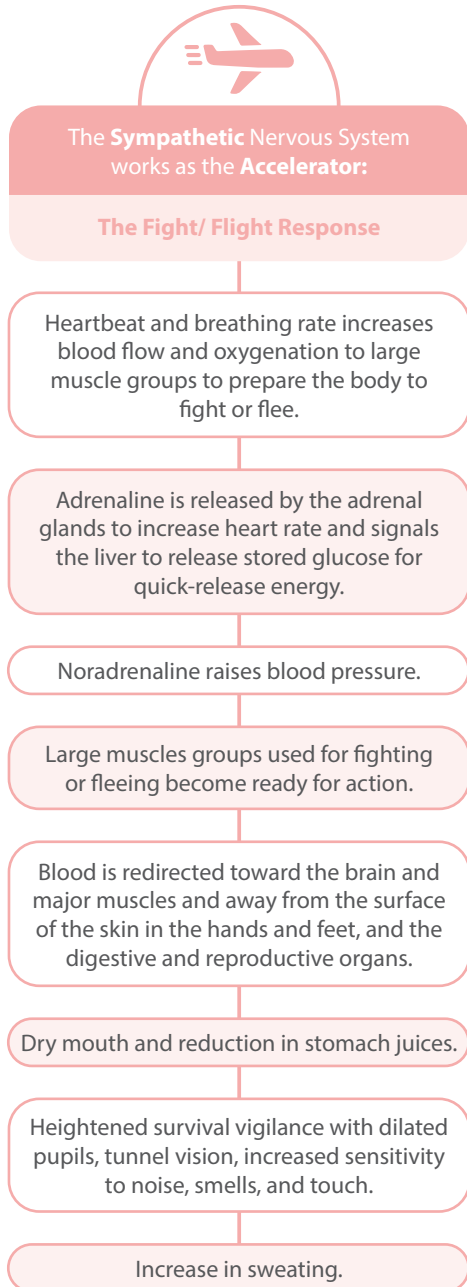 The Sympathetic Nervous System
works as the Accelerator:
The Fight/ Flight Response
Heartbeat and breathing rate increases
blood flow and oxygenation to large
muscle groups to prepare the body to
fight or flee.
Adrenaline is released by the adrenal
glands to increase heart rate and signals
the liver to release stored glucose for
quick-release energy.
Noradrenaline raises blood pressure.
Large muscles groups used for fighting
or fleeing become ready for action.
Blood is redirected toward the brain and
major muscles and away from the surface
of the skin in the hands and feet, and the
digestive and reproductive organs.
Dry mouth and reduction in stomach juices.
Heightened survival vigilance with dilated
pupils, tunnel vision, increased sensitivity
to noise, smells, and touch.
Increase in sweating.